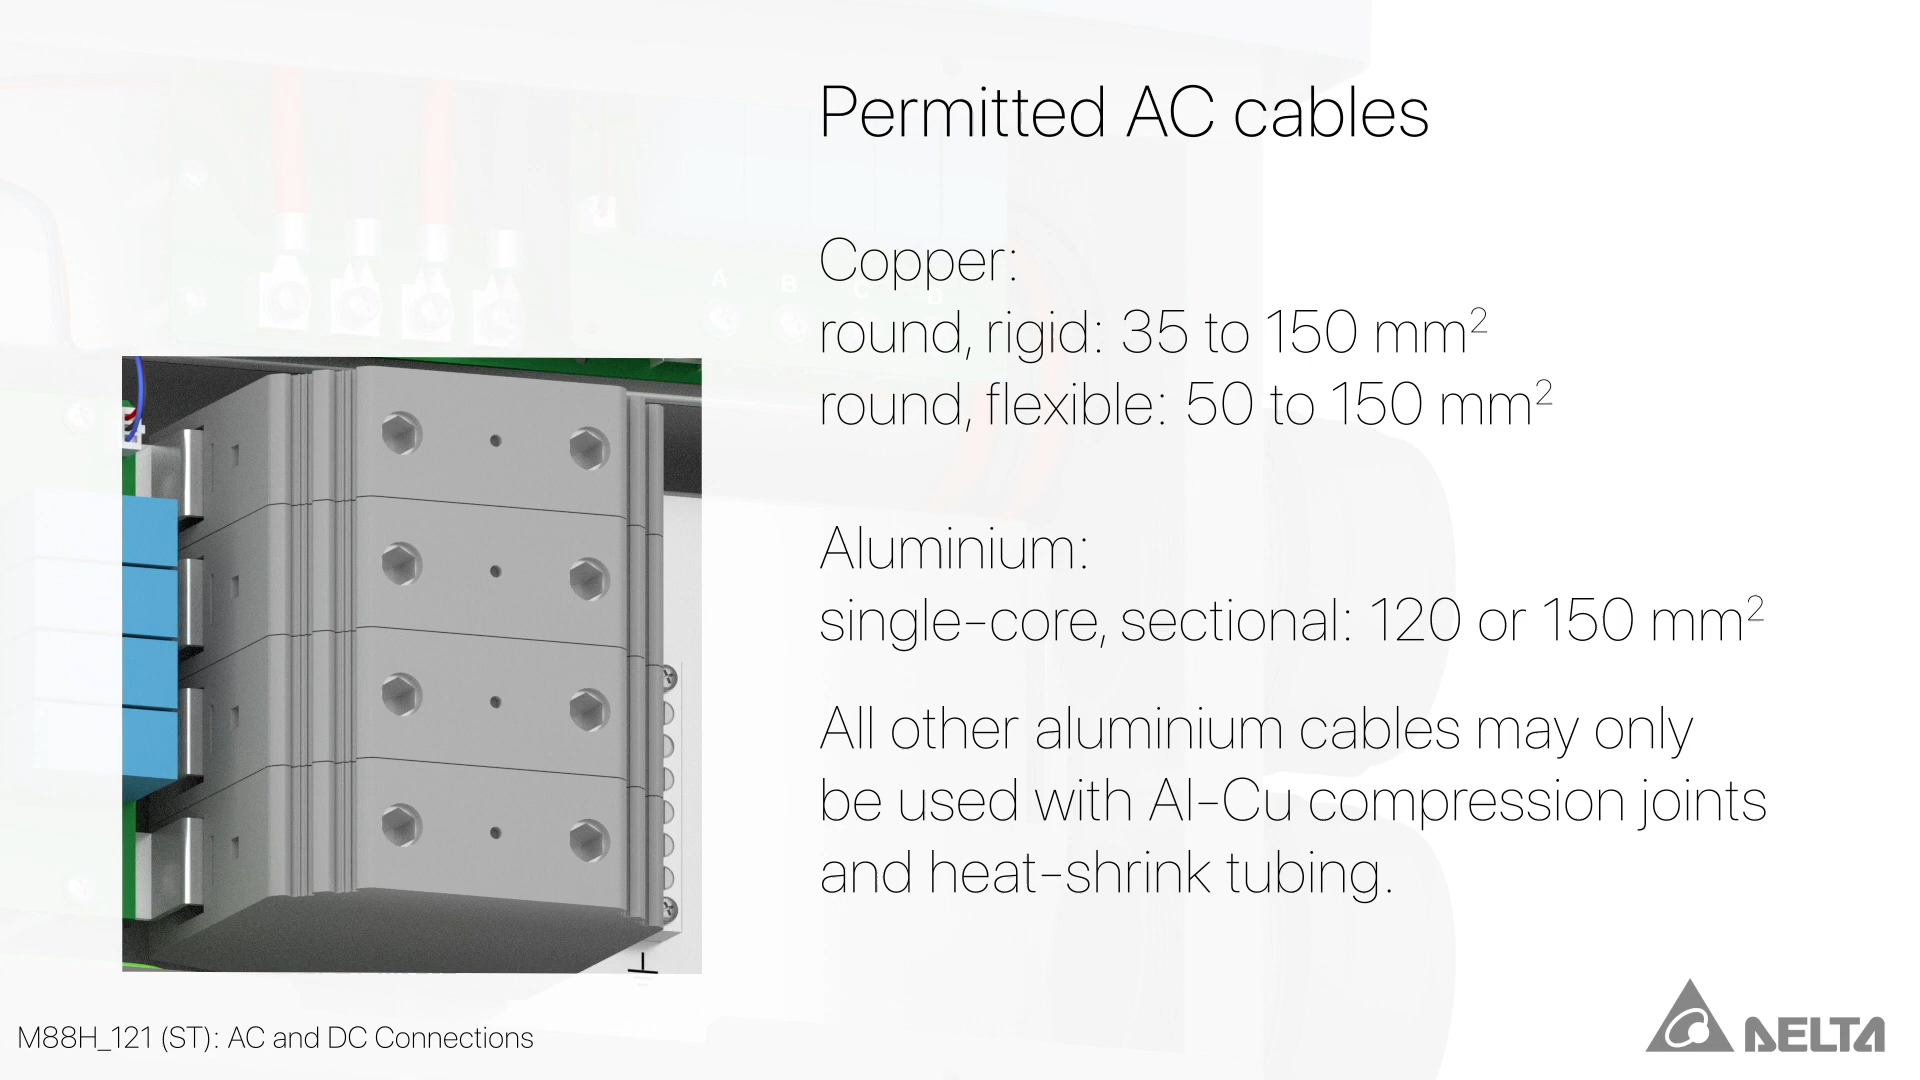 Permitted AC cables
Copper:
round, rigid: 35 to 150 mm²
round, flexible: 50 to 150 mm²
Aluminium:
single-core, sectional: 120 or 150 mm²
All other aluminium cables may only
be used with Al-Cu compression joints
and heat-shrink tubing.
A B C D
M88H_121 (ST): AC and DC Connections
DELTA